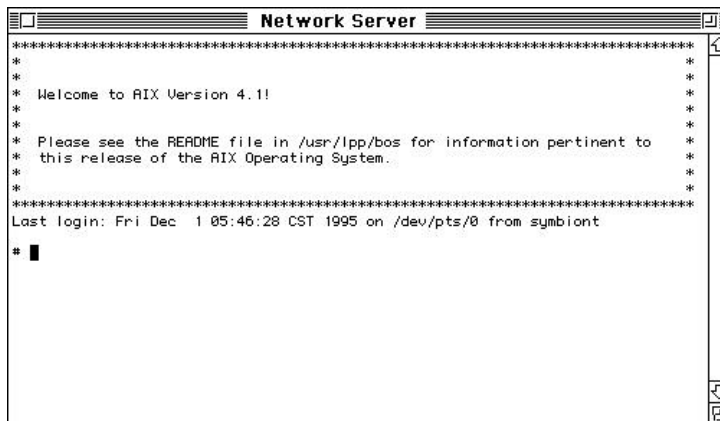 Network Server
********************************************************************************
*                                                                              *
*                                                                              *
*  Welcome to AIX Version 4.1!                                                 *
*                                                                              *
*                                                                              *
*  Please see the README file in /usr/lpp/bos for information pertinent to     *
*  this release of the AIX Operating System.                                   *
*                                                                              *
*                                                                              *
********************************************************************************
Last login: Fri Dec  1 05:46:28 CST 1995 on /dev/pts/0 from symbiont
#